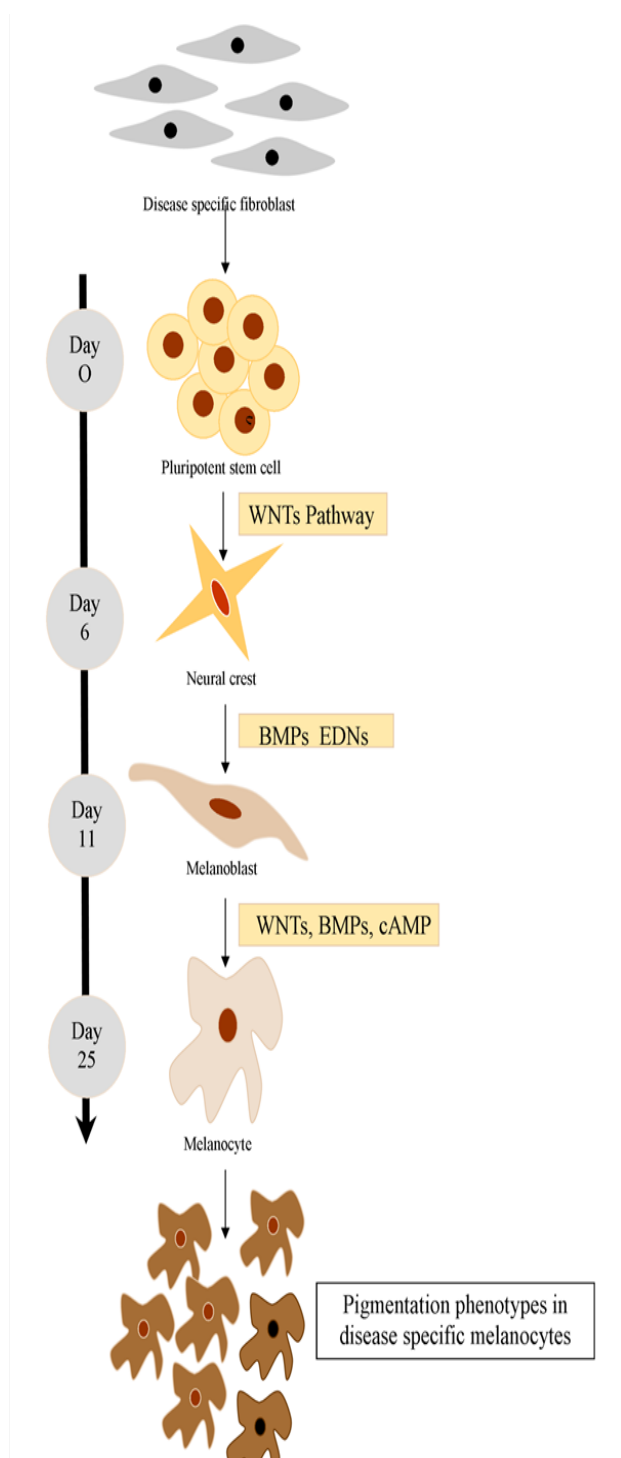 Disease specific fibroblast
Day
O
Pluripotent stem cell
WNTs Pathway
Day
6
Neural crest
BMPs EDNs
Day
11
Melanoblast
WNTs, BMPs, cAMP
Day
25
Melanocyte
Pigmentation phenotypes in
disease specific melanocytes